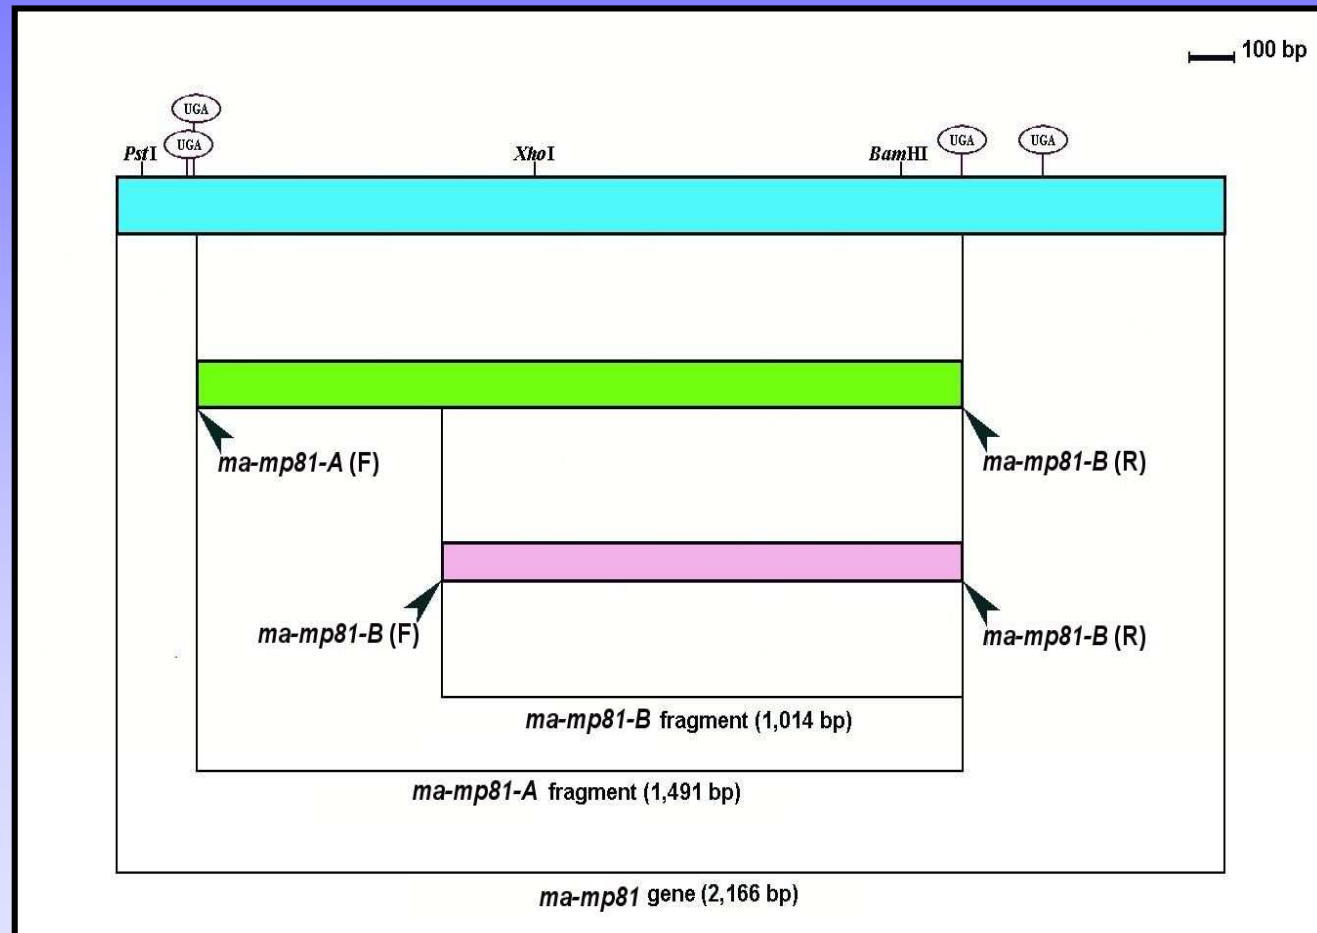 100 bp
UGA
UGA
UGA
UGA
PstI
XhoI
BamHI
ma-mp81-A (F)
ma-mp81-B (R)
ma-mp81-B (F)
ma-mp81-B (R)
ma-mp81-B fragment (1,014 bp)
ma-mp81-A fragment (1,491 bp)
ma-mp81 gene (2,166 bp)